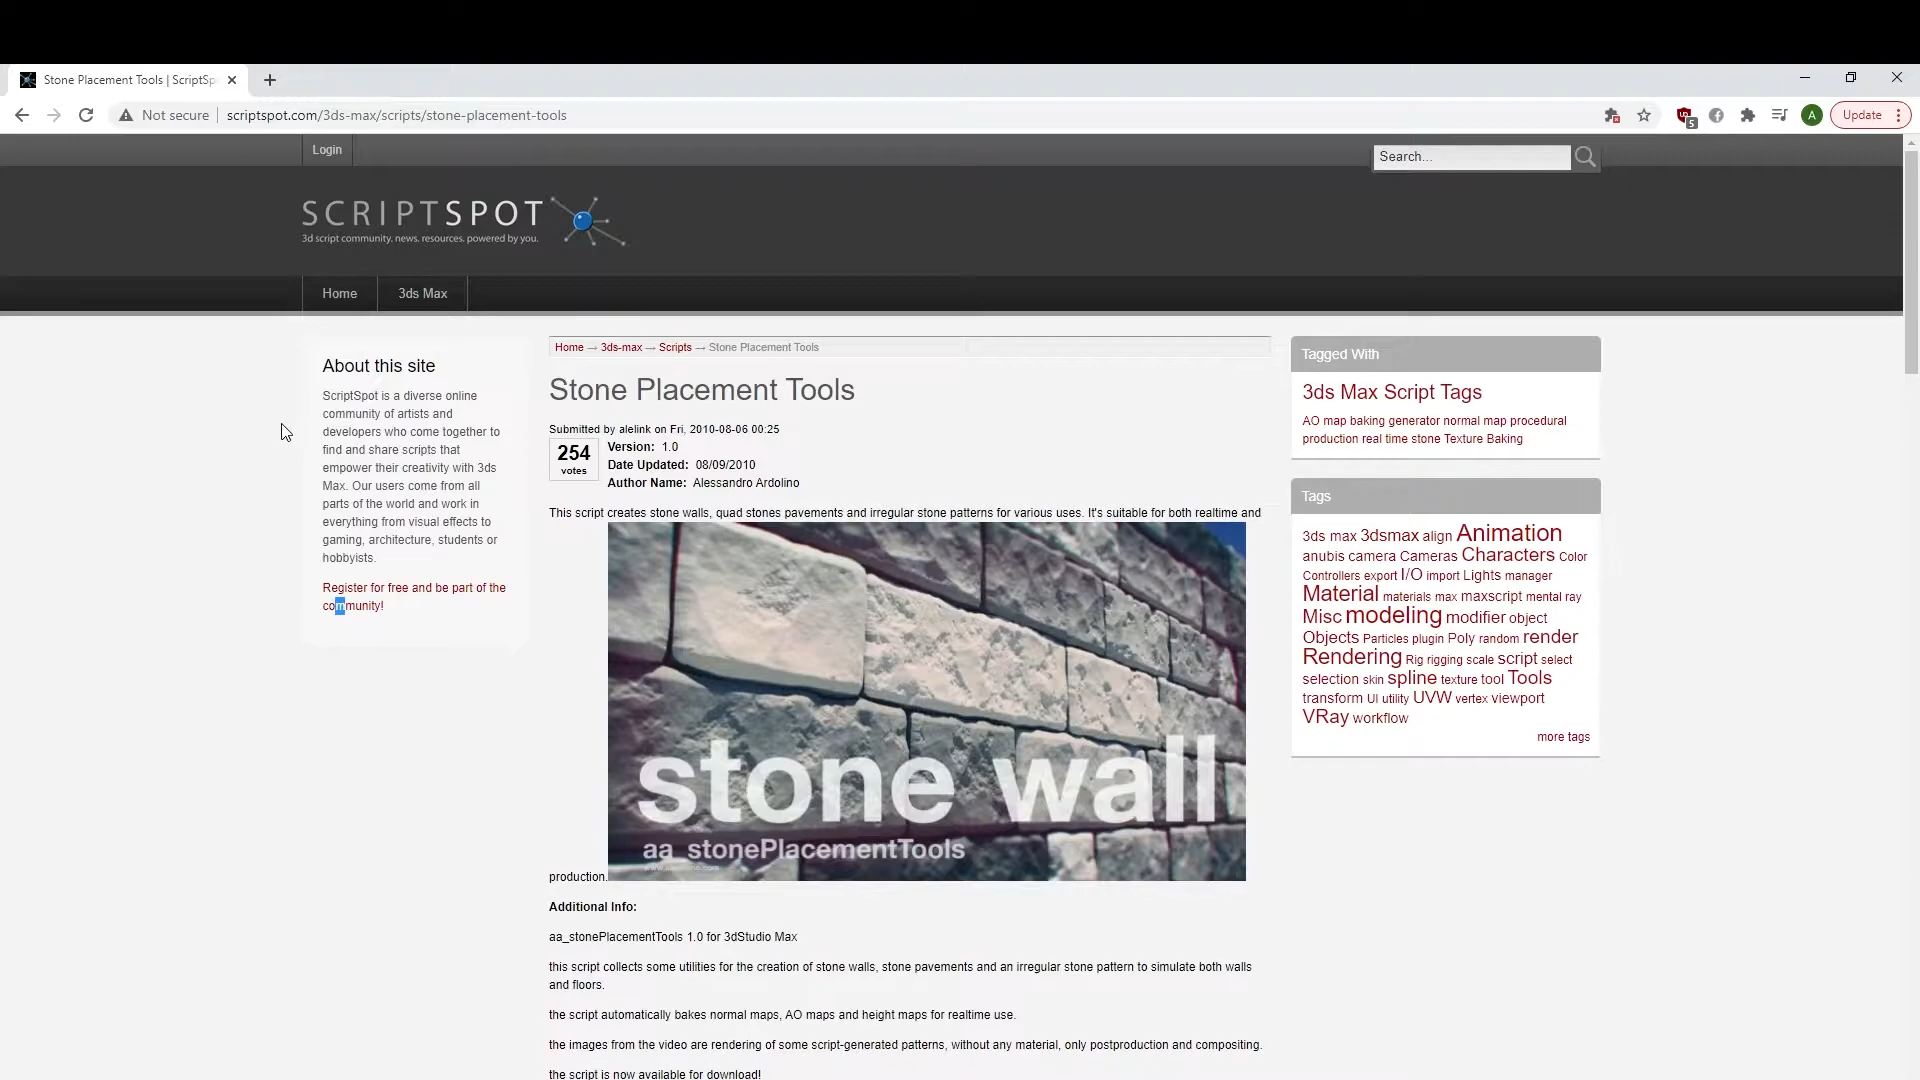 Stone Placement Tools | ScriptSp
Not secure
scriptspot.com/3ds-max/scripts/stone-placement-tools
5
A
Update
Login
Search...
SCRIPTSPOT
3d script community. news. resources. powered by you.
Home
3ds Max
About this site
ScriptSpot is a diverse online
community of artists and
developers who come together to
find and share scripts that
empower their creativity with 3ds
Max. Our users come from all
parts of the world and work in
everything from visual effects to
gaming, architecture, students or
hobbyists.
Register for free and be part of the
community!
Home → 3ds-max → Scripts → Stone Placement Tools
Stone Placement Tools
Submitted by alelink on Fri, 2010-08-06 00:25
254
votes
Version: 1.0
Date Updated: 08/09/2010
Author Name: Alessandro Ardolino
This script creates stone walls, quad stones pavements and irregular stone patterns for various uses. It's suitable for both realtime and
stone wall
aa_stonePlacementTools
production.
Additional Info:
aa_stonePlacementTools 1.0 for 3dStudio Max
this script collects some utilities for the creation of stone walls, stone pavements and an irregular stone pattern to simulate both walls
and floors.
the script automatically bakes normal maps, AO maps and height maps for realtime use.
the images from the video are rendering of some script-generated patterns, without any material, only postproduction and compositing.
the script is now available for download!
Tagged With
3ds Max Script Tags
AO map baking generator normal map procedural
production real time stone Texture Baking
Tags
3ds max 3dsmax align Animation
anubis camera Cameras Characters Color
Controllers export I/O import Lights manager
Material materials max maxscript mental ray
Misc modeling modifier object
Objects Particles plugin Poly random render
Rendering Rig rigging scale script select
selection skin spline texture tool Tools
transform UI utility UVW vertex viewport
VRay workflow
more tags